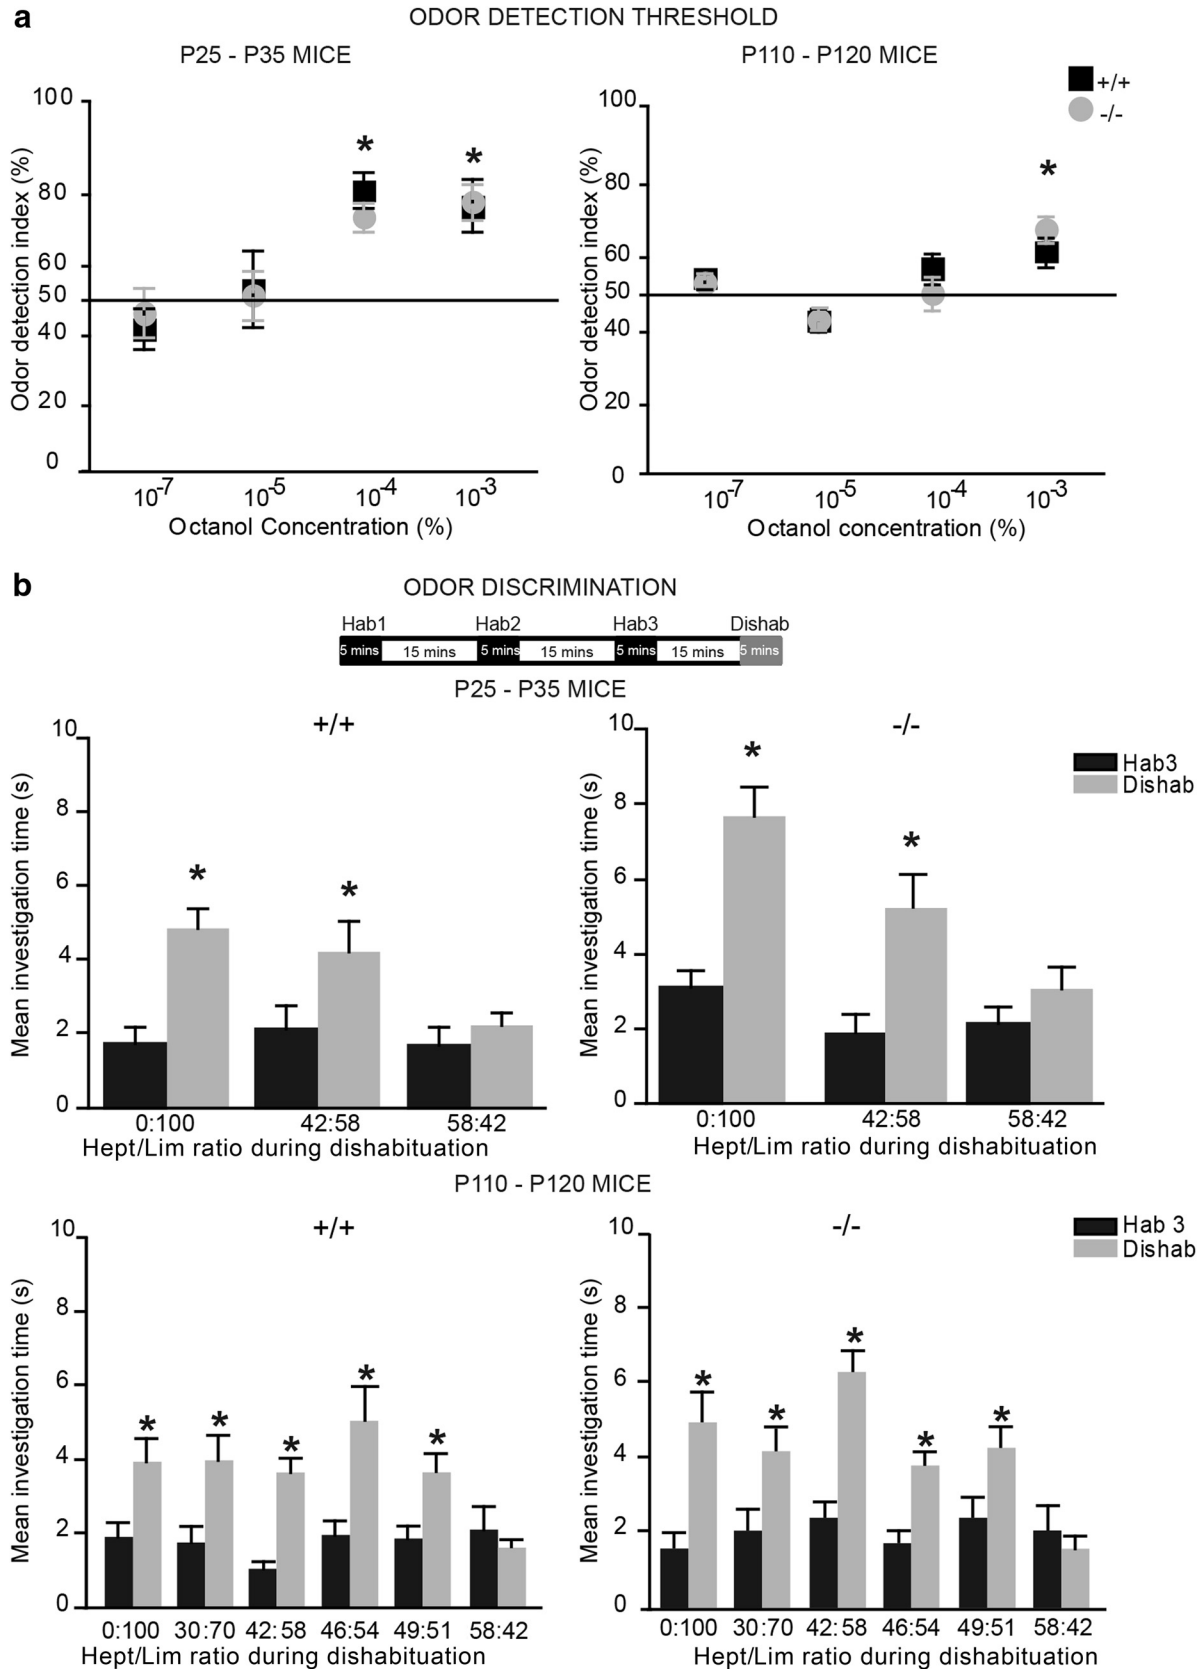 a
ODOR DETECTION THRESHOLD
P25 - P35 MICE
P110 - P120 MICE
+/+
-/-
Odor detection index (%)
100
80
60
50
40
20
0
*
*
10-7
10-5
10-4
10-3
Octanol Concentration (%)
Odor detection index (%)
100
80
60
50
40
20
0
*
10-7
10-5
10-4
10-3
Octanol concentration (%)
b
ODOR DISCRIMINATION
Hab1
Hab2
Hab3
Dishab
5 mins
15 mins
5 mins
15 mins
5 mins
15 mins
5 mins
P25 - P35 MICE
+/+
Mean investigation time (s)
10
8
6
4
2
0
*
*
0:100
42:58
58:42
Hept/Lim ratio during dishabituation
-/-
Hab3
Dishab
Mean investigation time (s)
10
8
6
4
2
0
*
*
0:100
42:58
58:42
Hept/Lim ratio during dishabituation
P110 - P120 MICE
+/+
Mean investigation time (s)
10
8
6
4
2
0
*
*
*
*
*
0:100
30:70
42:58
46:54
49:51
58:42
Hept/Lim ratio during dishabituation
-/-
Hab 3
Dishab
Mean investigation time (s)
10
8
6
4
2
0
*
*
*
*
*
0:100
30:70
42:58
46:54
49:51
58:42
Hept/Lim ratio during dishabituation